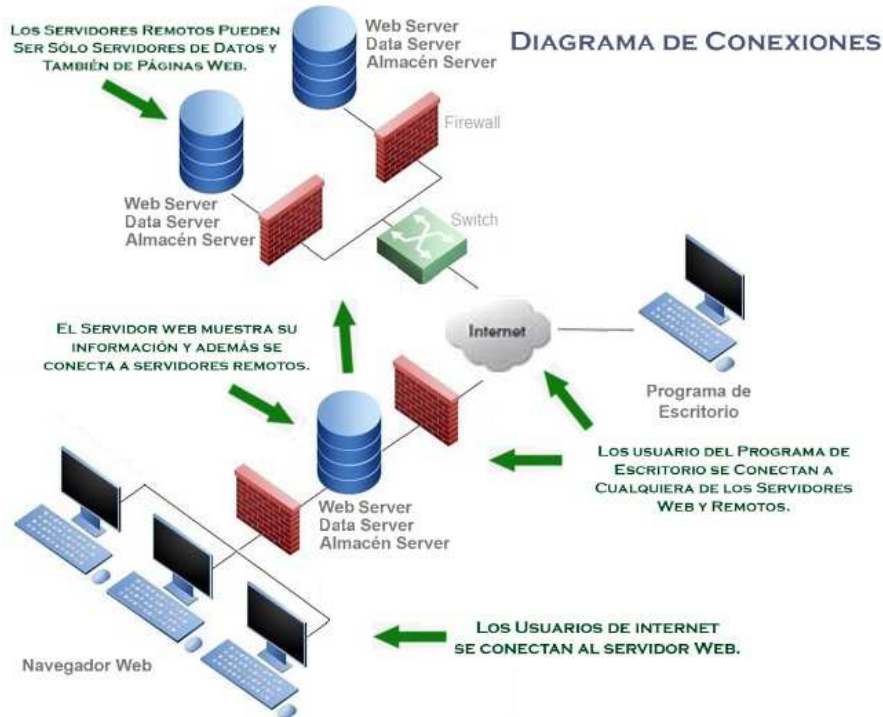 LOS SERVIDORES REMOTOS PUEDEN
SER SÓLO SERVIDORES DE DATOS Y
TAMBIÉN DE PÁGINAS WEB.
Web Server
Data Server
Almacén Server
DIAGRAMA DE CONEXIONES
Firewall
Web Server
Data Server
Almacén Server
Switch
EL SERVIDOR WEB MUESTRA SU
INFORMACIÓN Y ADEMÁS SE
CONECTA A SERVIDORES REMOTOS.
Internet
Programa de
Escritorio
LOS USUARIO DEL PROGRAMA DE
ESCRITORIO SE CONECTAN A
CUALQUIERA DE LOS SERVIDORES
WEB Y REMOTOS.
Web Server
Data Server
Almacén Server
LOS USUARIOS DE INTERNET
SE CONECTAN AL SERVIDOR WEB.
Navegador Web